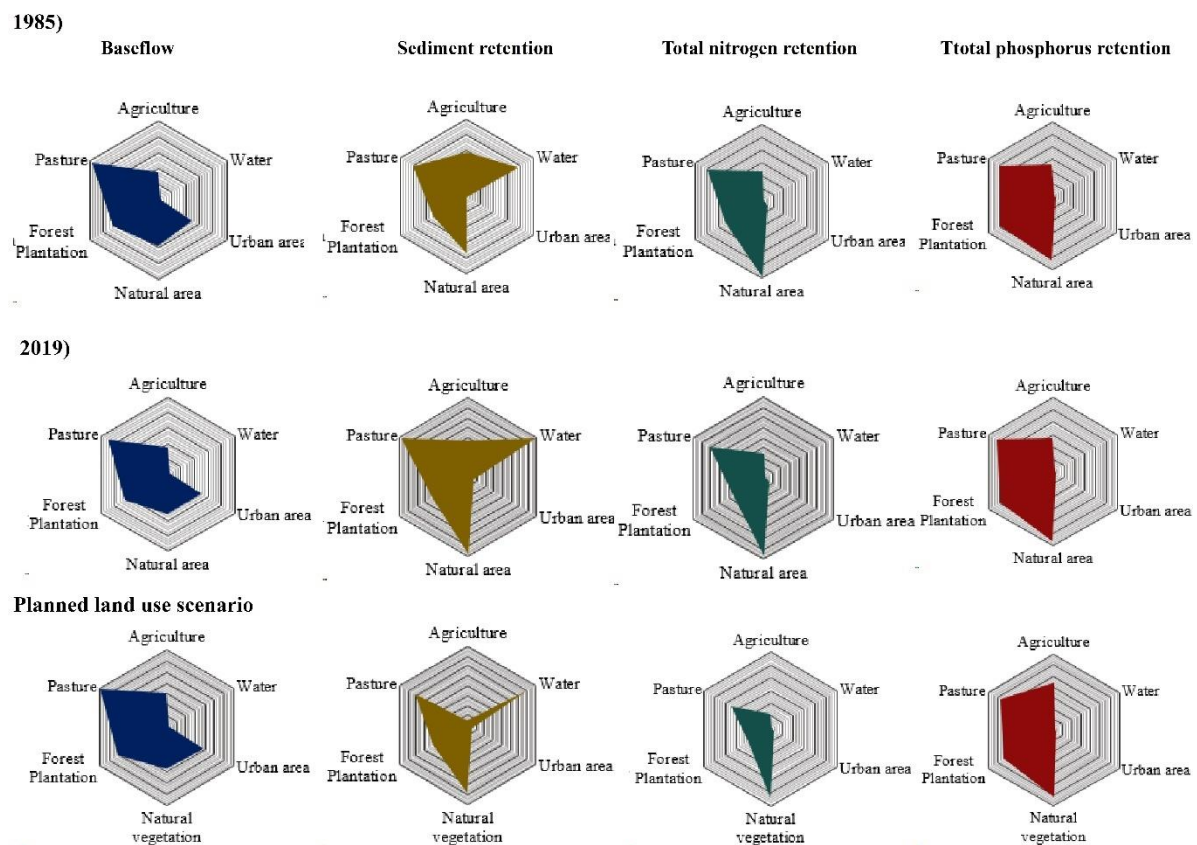 1985)
Baseflow
Sediment retention
Total nitrogen retention
Ttotal phosphorus retention
Agriculture
Pasture
Water
Forest
Plantation
Urban area
Natural area
Agriculture
Pasture
Water
Forest
Plantation
Urban area
Natural area
Agriculture
Pasture
Water
Forest
Plantation
Urban area
Natural area
Agriculture
Pasture
Water
Forest
Plantation
Urban area
Natural area
2019)
Agriculture
Pasture
Water
Forest
Plantation
Urban area
Natural area
Agriculture
Pasture
Water
Forest
Plantation
Urban area
Natural area
Agriculture
Pasture
Water
Forest
Plantation
Urban area
Natural area
Agriculture
Pasture
Water
Forest
Plantation
Urban area
Natural area
Planned land use scenario
Agriculture
Pasture
Water
Forest
Plantation
Urban area
Natural
vegetation
Agriculture
Pasture
Water
Forest
Plantation
Urban area
Natural
vegetation
Agriculture
Pasture
Water
Forest
Plantation
Urban area
Natural
vegetation
Agriculture
Pasture
Water
Forest
Plantation
Urban area
Natural
vegetation